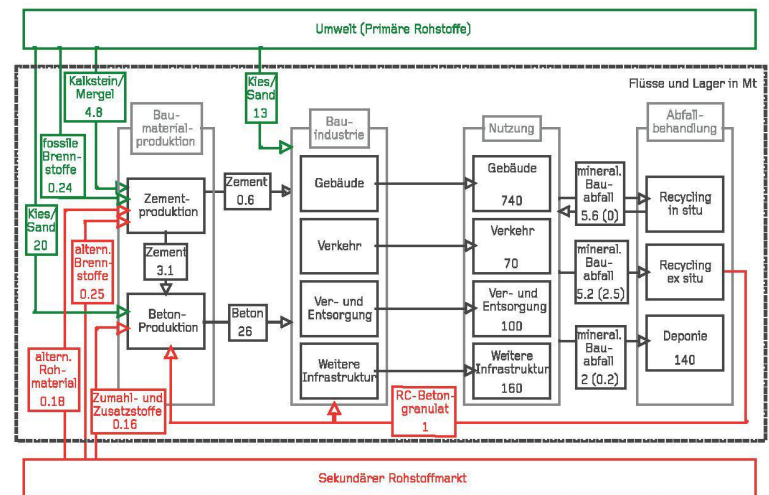 Umwelt (Primäre Rohstoffe)
Flüsse und Lager in Mt
Kalkstein/
Mergel
4.8
Kies/
Sand
13
fossile
Brenn-
stoffe
0.24
Kies/
Sand
20
altern.
Brenn-
stoffe
0.25
altern.
Roh-
material
0.18
Zumahl- und
Zusatzstoffe
0.16
Bau-
material-
produktion
Zement-
produktion
Zement
3.1
Beton-
Produktion
Zement
0.6
Beton
26
Bau-
industrie
Gebäude
Verkehr
Ver- und
Entsorgung
Weitere
Infrastruktur
Nutzung
Gebäude
740
Verkehr
70
Ver- und
Entsorgung
100
Weitere
Infrastruktur
160
mineral.
Bau-
abfall
5.6 (0)
mineral.
Bau-
abfall
5.2 (2.5)
mineral.
Bau-
abfall
2 (0.2)
Abfall-
behandlung
Recycling
in situ
Recycling
ex situ
Deponie
140
RC-Beton-
granulat
1
Sekundärer Rohstoffmarkt